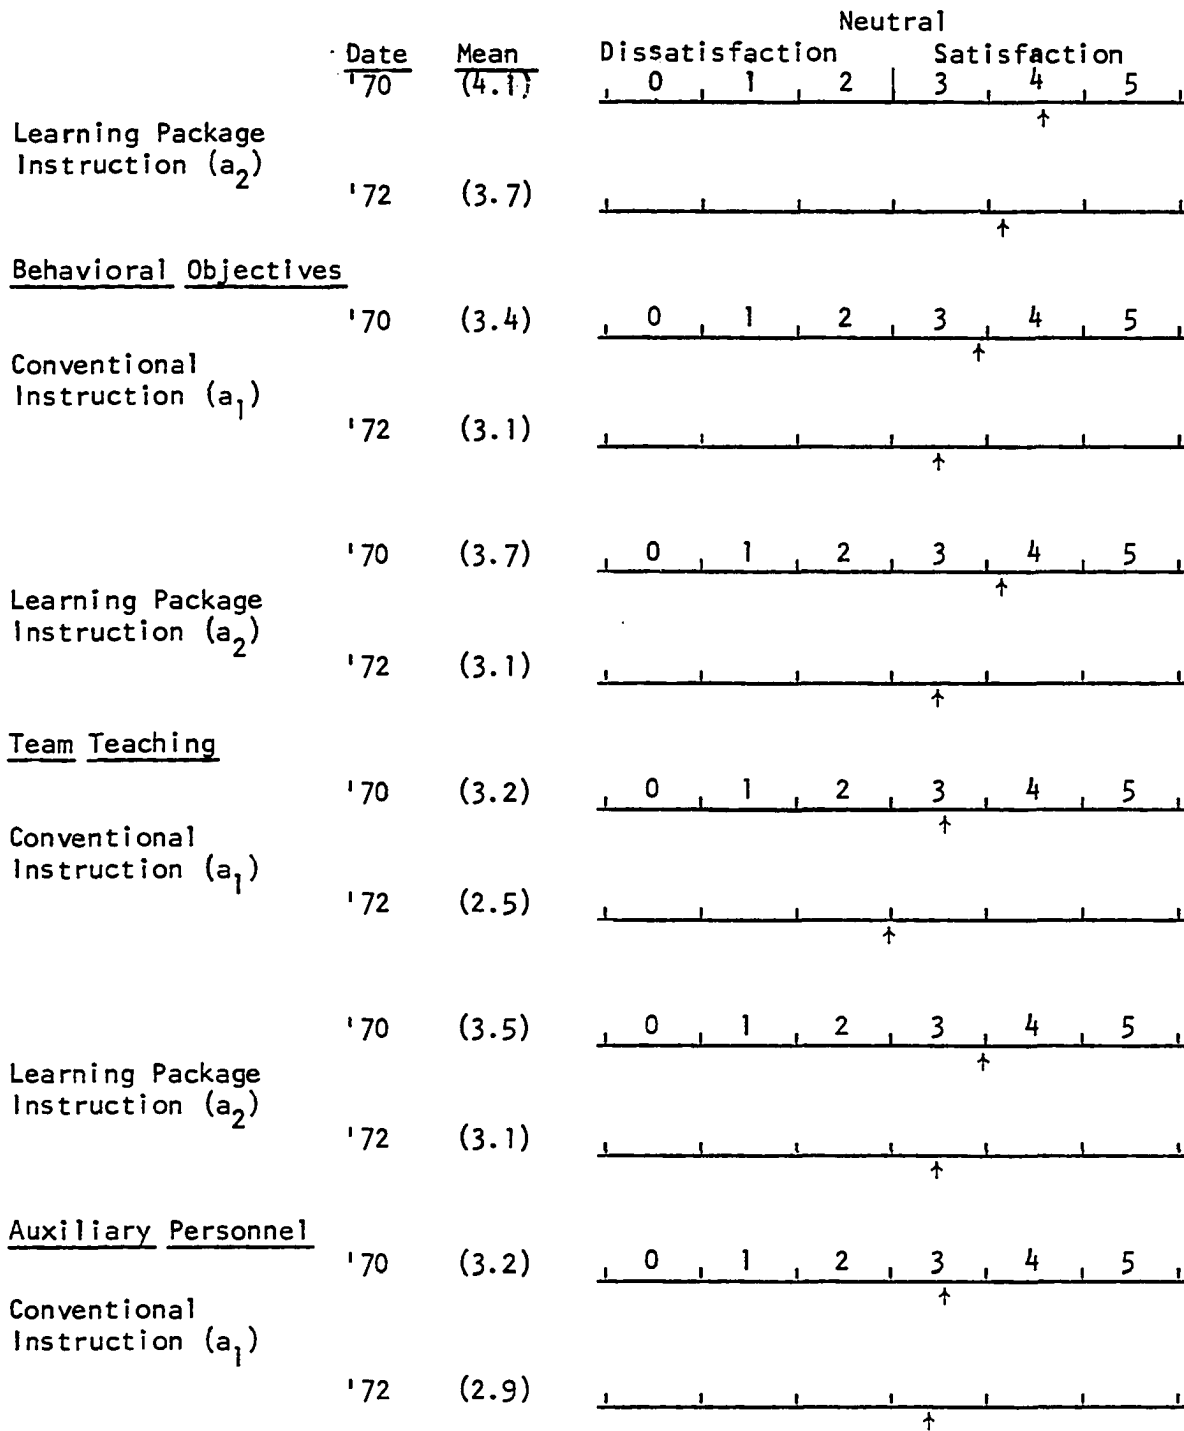 Neutral
Date Mean Dissatisfaction Satisfaction
'70 (4.1) 0 1 2 3 4 5
Learning Package
Instruction (a2)
'72 (3.7)
Behavioral Objectives
'70 (3.4) 0 1 2 3 4 5
Conventional
Instruction (a1)
'72 (3.1)
'70 (3.7) 0 1 2 3 4 5
Learning Package
Instruction (a2)
'72 (3.1)
Team Teaching
'70 (3.2) 0 1 2 3 4 5
Conventional
Instruction (a1)
'72 (2.5)
'70 (3.5) 0 1 2 3 4 5
Learning Package
Instruction (a2)
'72 (3.1)
Auxiliary Personnel
'70 (3.2) 0 1 2 3 4 5
Conventional
Instruction (a1)
'72 (2.9)